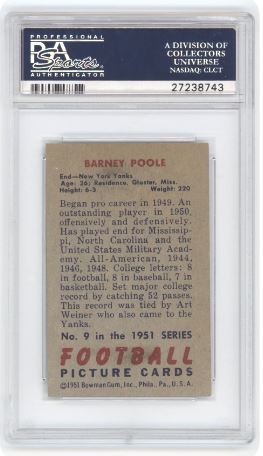 PROFESSIONAL
PSA
Sports
AUTHENTICATOR
A DIVISION OF
COLLECTORS
UNIVERSE
NASDAQ: CLCT
27238743
BARNEY POOLE
End—New York Yanks
Age: 26; Residence, Gloster, Miss.
Height: 6-3 Weight: 220
Began pro career in 1949. An
outstanding player in 1950,
offensively and defensively.
Has played end for Mississip-
pi, North Carolina and the
United States Military Acad-
emy. All-American, 1944,
1946, 1948. College letters: 8
in football, 8 in baseball, 7 in
basketball. Set major college
record by catching 52 passes.
This record was tied by Art
Weiner who also came to the
Yanks.
No. 9 in the 1951 SERIES
FOOTBALL
PICTURE CARDS
©1951 Bowman Gum, Inc., Phila., Pa., U.S.A.